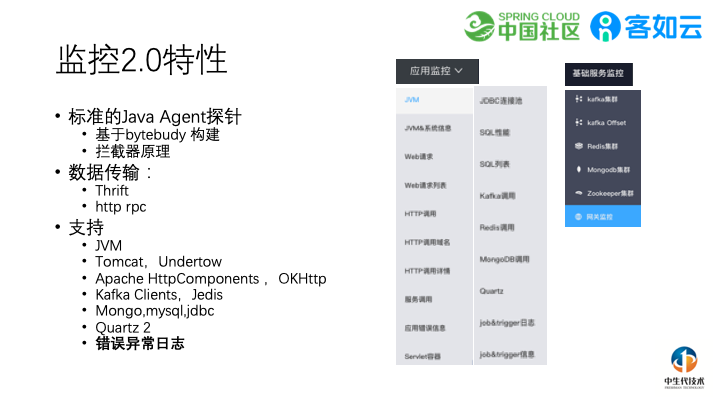 SPRING CLOUD
中国社区
客如云
监控2.0特性
• 标准的Java Agent探针
• 基于bytebudy 构建
• 拦截器原理
• 数据传输：
• Thrift
• http rpc
• 支持
• JVM
• Tomcat，Undertow
• Apache HttpComponents ，OKHttp
• Kafka Clients，Jedis
• Mongo,mysql,jdbc
• Quartz 2
• 错误异常日志
应用监控
JVM
JVM&系统信息
Web请求
Web请求列表
HTTP调用
HTTP调用域名
HTTP调用详情
服务调用
应用错误信息
Servlet容器
JDBC连接池
SQL性能
SQL列表
Kafka调用
Redis调用
MongoDB调用
Quartz
job&trigger日志
job&trigger信息
基础服务监控
kafka集群
kafka Offset
Redis集群
Mongodb集群
Zookeeper集群
网关监控
中生代技术